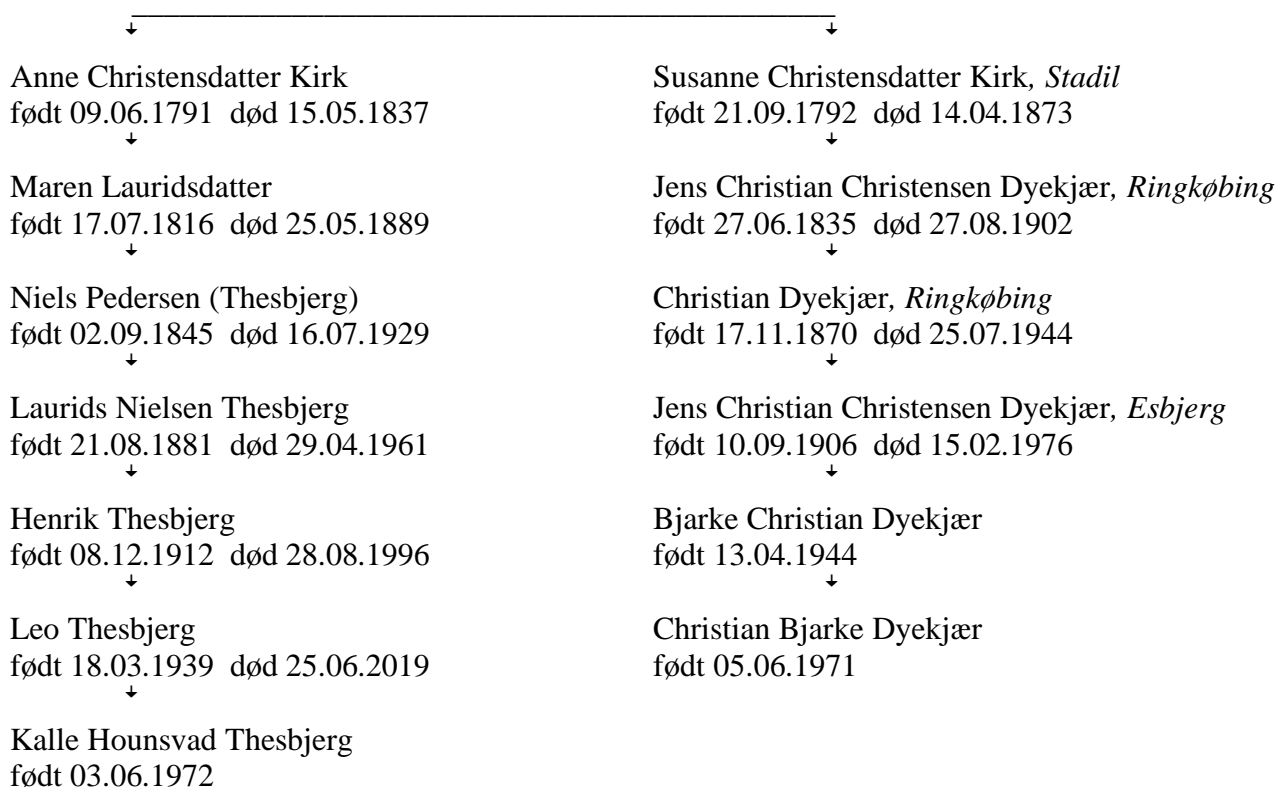 Anne Christensdatter Kirk
født 09.06.1791 død 15.05.1837
Maren Lauridsdatter
født 17.07.1816 død 25.05.1889
Niels Pedersen (Thesbjerg)
født 02.09.1845 død 16.07.1929
Laurids Nielsen Thesbjerg
født 21.08.1881 død 29.04.1961
Henrik Thesbjerg
født 08.12.1912 død 28.08.1996
Leo Thesbjerg
født 18.03.1939 død 25.06.2019
Kalle Hounsvad Thesbjerg
født 03.06.1972
Susanne Christensdatter Kirk, Stadil
født 21.09.1792 død 14.04.1873
Jens Christian Christensen Dyekjær, Ringkøbing
født 27.06.1835 død 27.08.1902
Christian Dyekjær, Ringkøbing
født 17.11.1870 død 25.07.1944
Jens Christian Christensen Dyekjær, Esbjerg
født 10.09.1906 død 15.02.1976
Bjarke Christian Dyekjær
født 13.04.1944
Christian Bjarke Dyekjær
født 05.06.1971